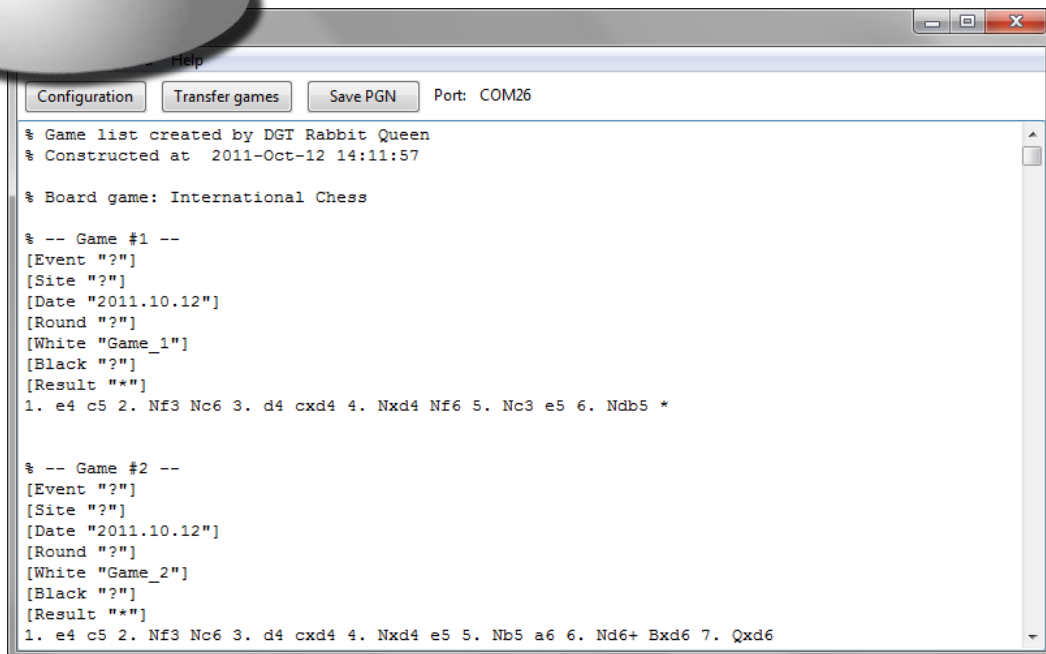 Help
Configuration Transfer games Save PGN Port: COM26
% Game list created by DGT Rabbit Queen
% Constructed at  2011-Oct-12 14:11:57
% Board game: International Chess
% -- Game #1 --
[Event "?"]
[Site "?"]
[Date "2011.10.12"]
[Round "?"]
[White "Game_1"]
[Black "?"]
[Result "*"]
1. e4 c5 2. Nf3 Nc6 3. d4 cxd4 4. Nxd4 Nf6 5. Nc3 e5 6. Ndb5 *
% -- Game #2 --
[Event "?"]
[Site "?"]
[Date "2011.10.12"]
[Round "?"]
[White "Game_2"]
[Black "?"]
[Result "*"]
1. e4 c5 2. Nf3 Nc6 3. d4 cxd4 4. Nxd4 e5 5. Nb5 a6 6. Nd6+ Bxd6 7. Qxd6